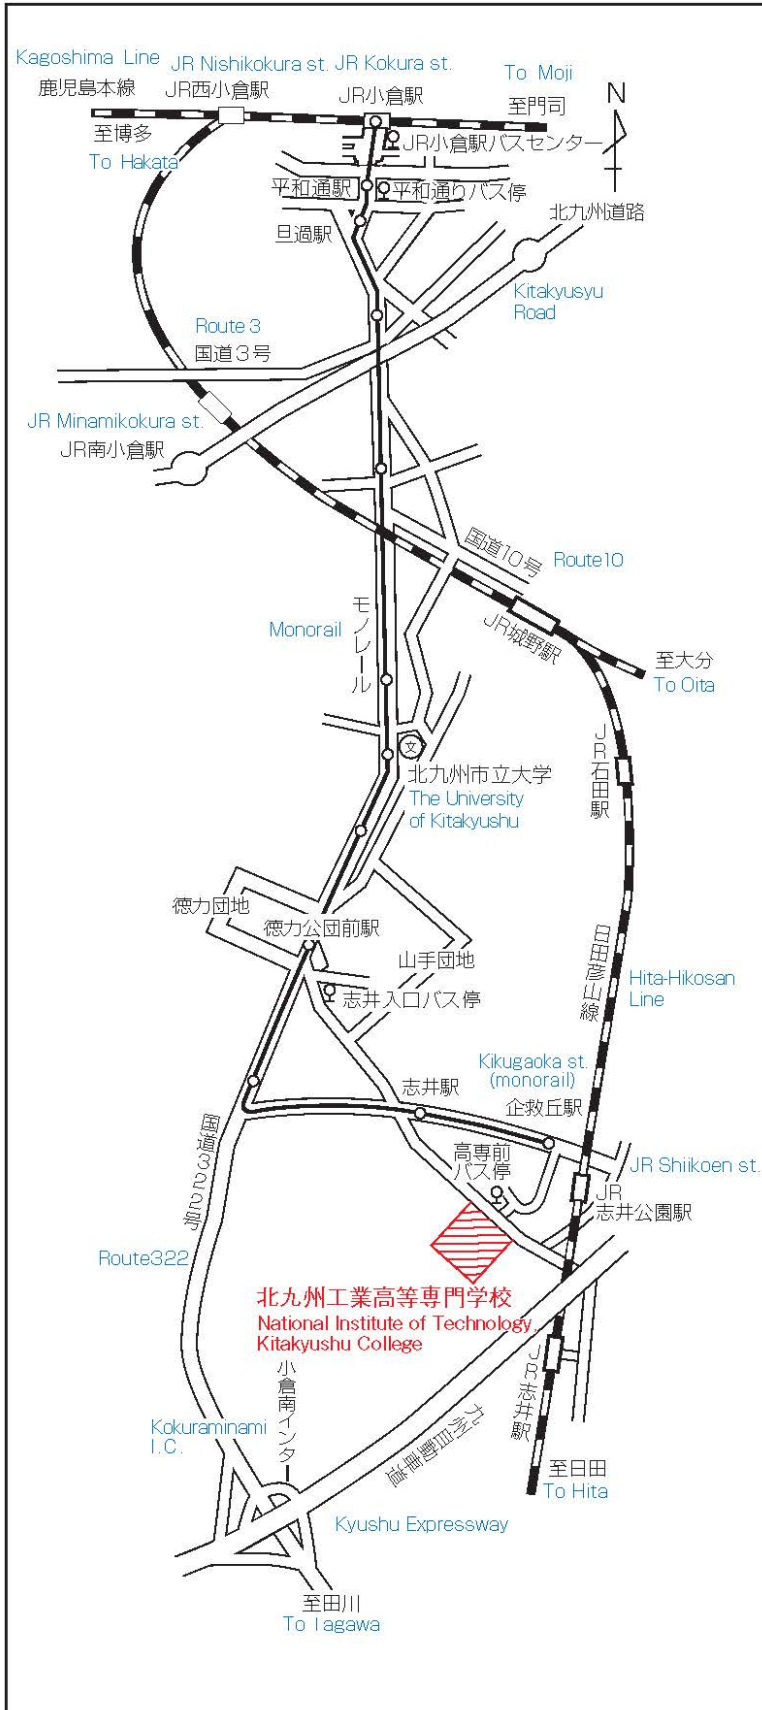 Kagoshima Line
鹿児島本線
JR Nishikokura st.
JR西小倉駅
JR Kokura st.
JR小倉駅
To Moji
至門司
N
至博多
To Hakata
JR小倉駅バスセンター
平和通駅
平和通りバス停
旦過駅
北九州道路
Kitakyusyu
Road
Route 3
国道3号
JR Minamikokura st.
JR南小倉駅
国道10号
Route10
Monorail
モノレール
JR城野駅
至大分
To Oita
JR石田駅
文
北九州市立大学
The University
of Kitakyushu
徳力団地
徳力公団前駅
山手団地
志井入口バス停
日田彦山線
Hita-Hikosan
Line
Kikugaoka st.
(monorail)
志井駅
企救丘駅
国道322号
高専前
バス停
JR Shiikoen st.
JR
志井公園駅
Route322
北九州工業高等専門学校
National Institute of Technology,
Kitakyushu College
小倉南インター
JR志井駅
Kokuraminami
I.C.
九州自動車道
至日田
To Hita
Kyushu Expressway
至田川
To Tagawa